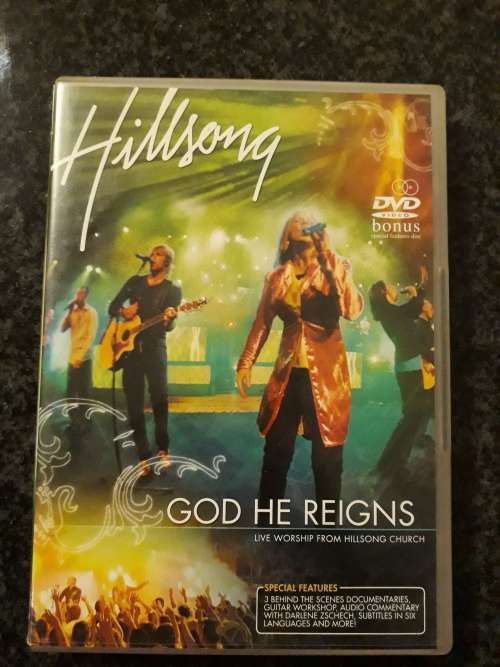 Hillsong
DVD
VIDEO
bonus
special features disc
GOD HE REIGNS
LIVE WORSHIP FROM HILLSONG CHURCH
SPECIAL FEATURES
3 BEHIND THE SCENES DOCUMENTARIES,
GUITAR WORKSHOP, AUDIO COMMENTARY
WITH DARLENE ZSCHECH, SUBTITLES IN SIX
LANGUAGES AND MORE!